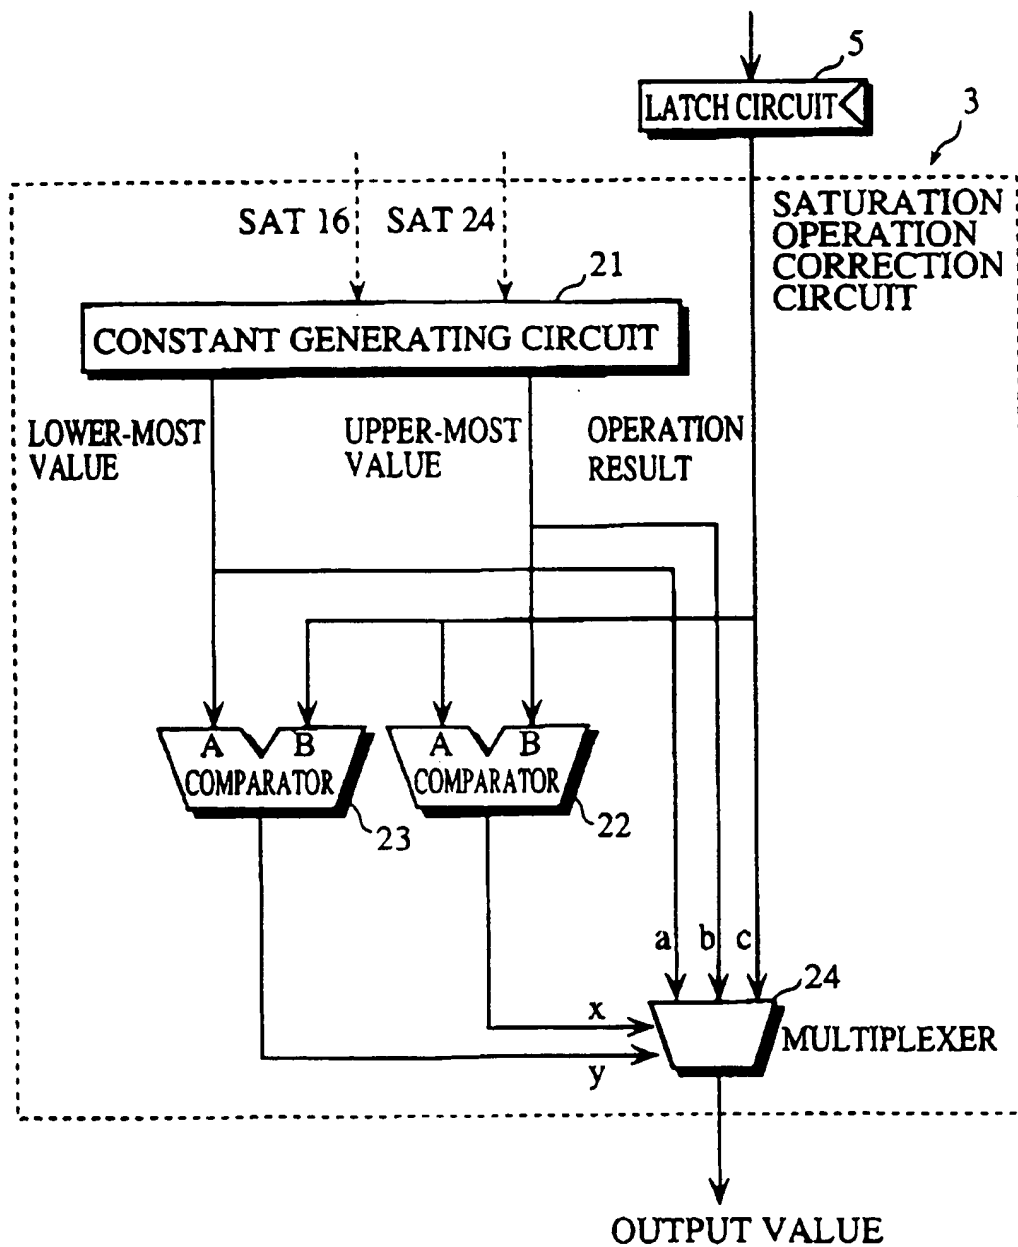 5
LATCH CIRCUIT
3
SAT 16
SAT 24
SATURATION
OPERATION
CORRECTION
CIRCUIT
21
CONSTANT GENERATING CIRCUIT
LOWER-MOST
VALUE
UPPER-MOST
VALUE
OPERATION
RESULT
A B
COMPARATOR
23
A B
COMPARATOR
22
a b c
24
x
y
MULTIPLEXER
OUTPUT VALUE